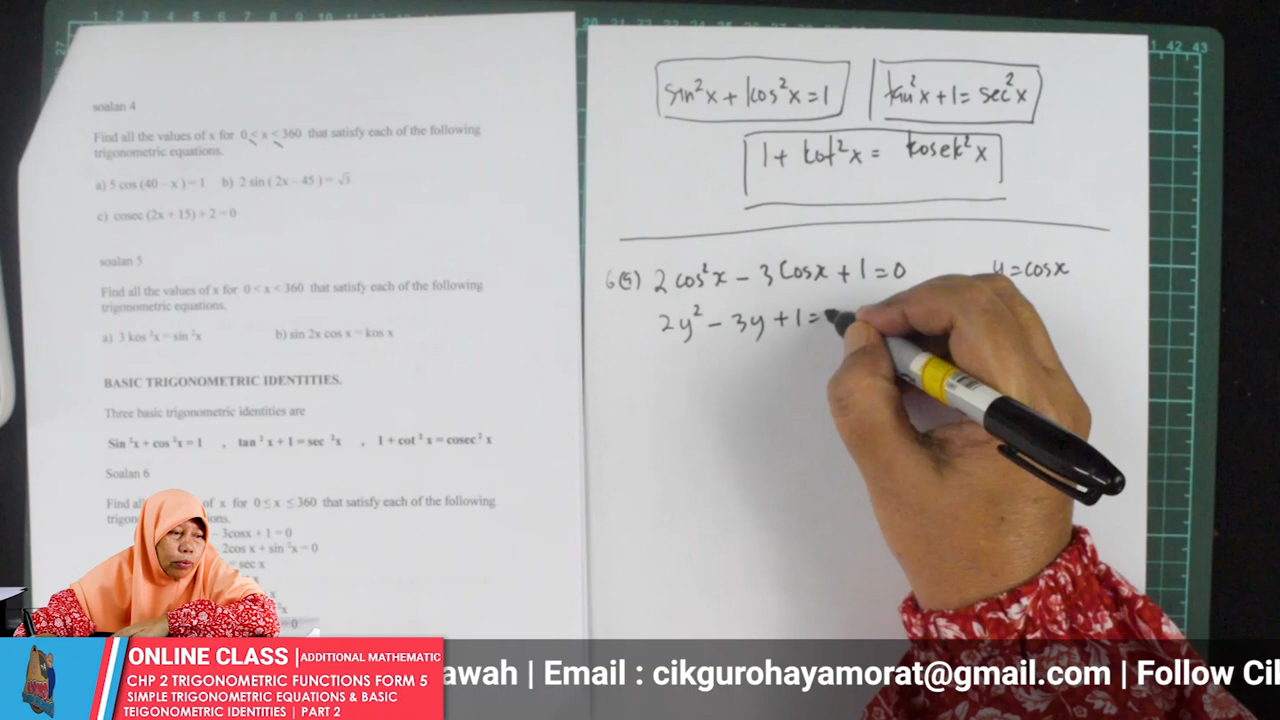 soalan 4
Find all the values of x for 0 < x < 360 that satisfy each of the following
trigonometric equations.
a) 5 cos (40 – x ) = 1 b) 2 sin ( 2x – 45 ) = √3
c) cosec (2x + 15) + 2 = 0
soalan 5
Find all the values of x for 0 < x < 360 that satisfy each of the following
trigonometric equations.
a) 3 kos ²x = sin ²x b) sin 2x cos x = kos x
BASIC TRIGONOMETRIC IDENTITIES.
Three basic trigonometric identities are
Sin ²x + cos ²x = 1 , tan ² x + 1 = sec ²x , 1 + cot ² x = cosec ² x
Soalan 6
Find all of x for 0 ≤ x ≤ 360 that satisfy each of the following
3cosx + 1 = 0
2cos x + sin ²x = 0
= sec x
sin²x + kos²x = 1
tan²x + 1 = sec²x
1 + kot²x = kosek²x
2 cos²x – 3 cosx + 1 = 0
y = cosx
2y² – 3y + 1 =
ONLINE CLASS | ADDITIONAL MATHEMATIC
CHP 2 TRIGONOMETRIC FUNCTIONS FORM 5
SIMPLE TRIGONOMETRIC EQUATIONS & BASIC
TEIGONOMETRIC IDENTITIES | PART 2
awah | Email : cikgurohayamorat@gmail.com | Follow Cik